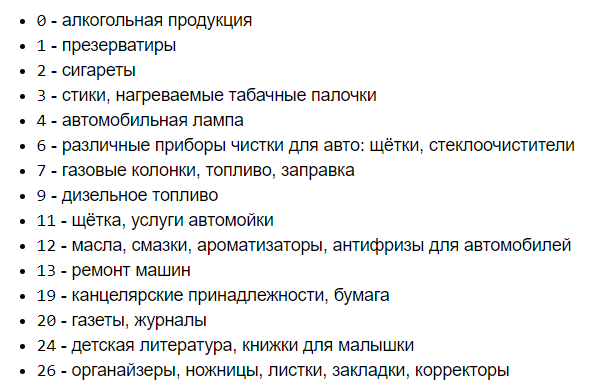 • 0 - алкогольная продукция
• 1 - презерватиры
• 2 - сигареты
• 3 - стики, нагреваемые табачные палочки
• 4 - автомобильная лампа
• 6 - различные приборы чистки для авто: щётки, стеклоочистители
• 7 - газовые колонки, топливо, заправка
• 9 - дизельное топливо
• 11 - щётка, услуги автомойки
• 12 - масла, смазки, ароматизаторы, антифризы для автомобилей
• 13 - ремонт машин
• 19 - канцелярские принадлежности, бумага
• 20 - газеты, журналы
• 24 - детская литература, книжки для малышки
• 26 - органайзеры, ножницы, листки, закладки, корректоры